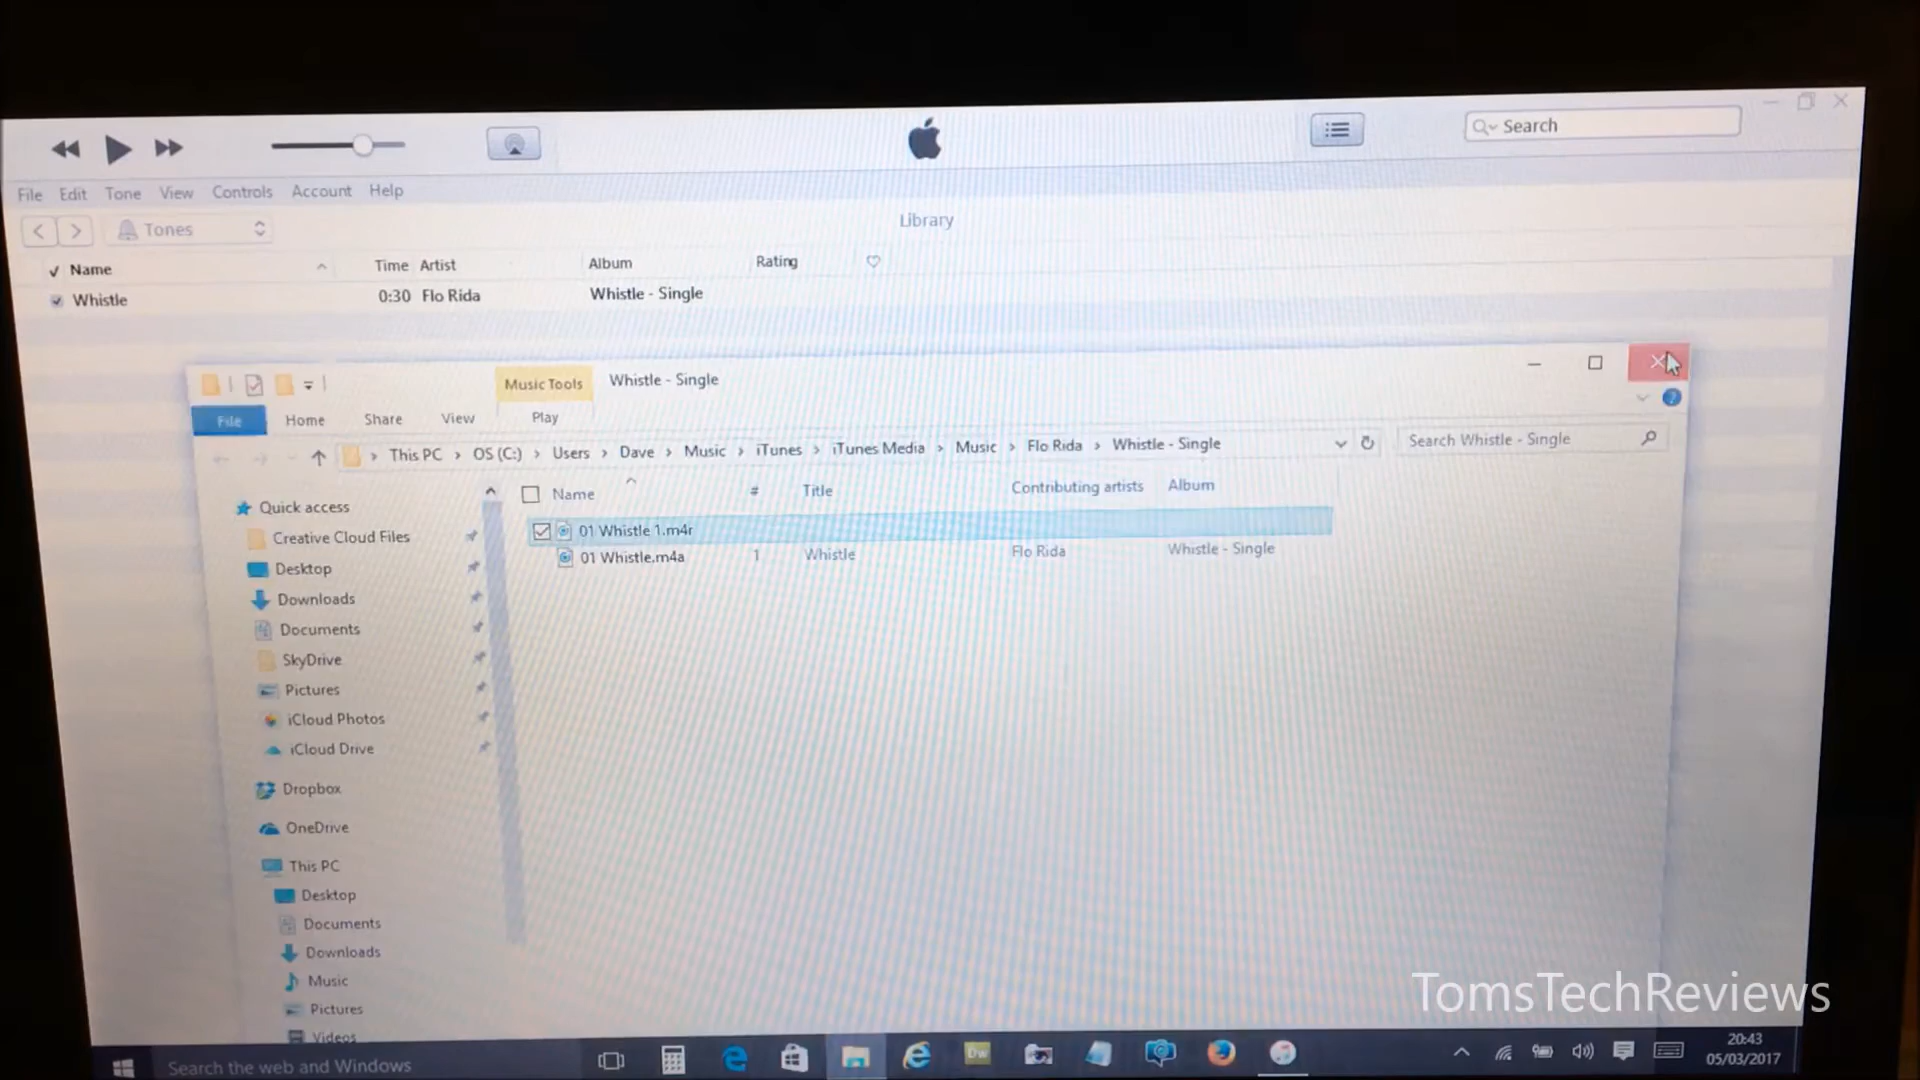 Search
File Edit Tone View Controls Account Help
Tones
Library
Name Time Artist Album Rating
Whistle 0:30 Flo Rida Whistle - Single
Music Tools Whistle - Single
File Home Share View Play
This PC > OS (C:) > Users > Dave > Music > iTunes > iTunes Media > Music > Flo Rida > Whistle - Single
Search Whistle - Single
Name # Title Contributing artists Album
01 Whistle 1.m4r
01 Whistle.m4a 1 Whistle Flo Rida Whistle - Single
Quick access
Creative Cloud Files
Desktop
Downloads
Documents
SkyDrive
Pictures
iCloud Photos
iCloud Drive
Dropbox
OneDrive
This PC
Desktop
Documents
Downloads
Music
Pictures
Videos
TomsTechReviews
Search the web and Windows
Dw
20:43
05/03/2017